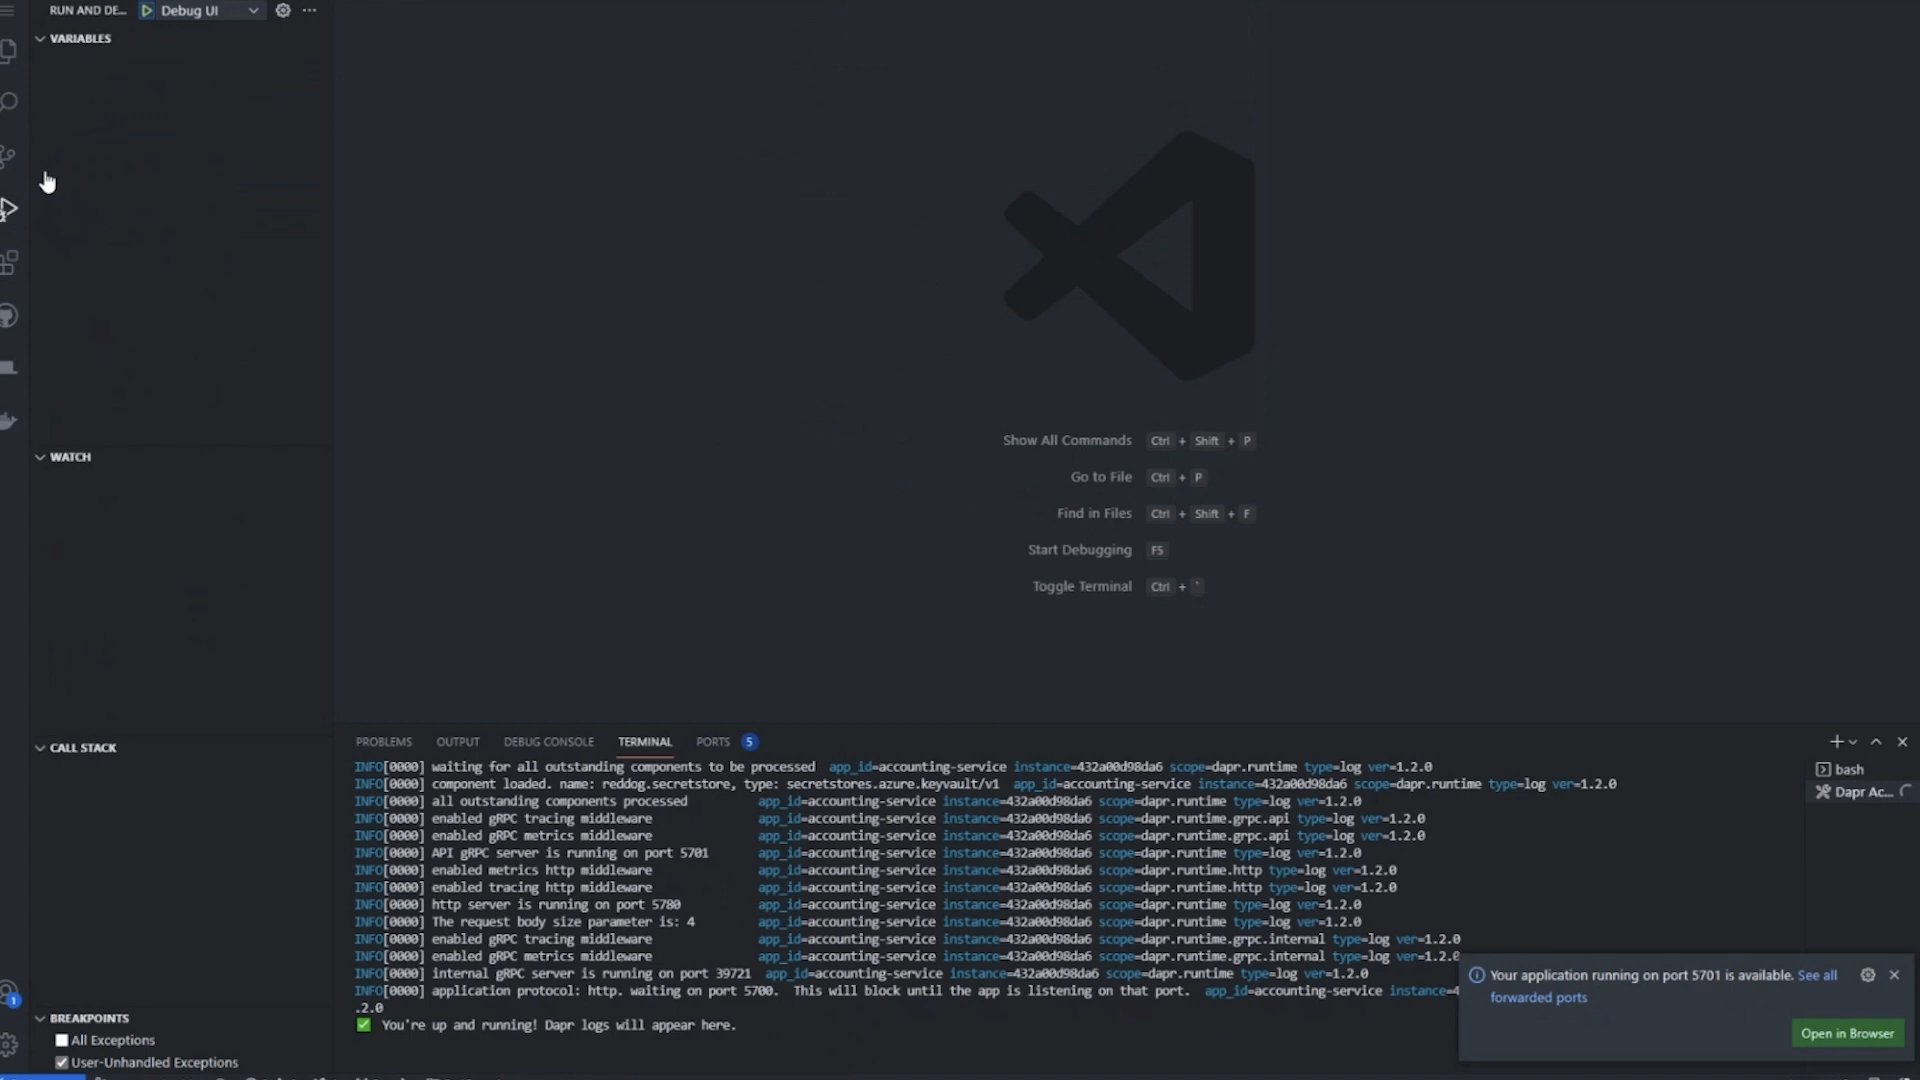 RUN AND DE... Debug UI ...
VARIABLES
WATCH
CALL STACK
BREAKPOINTS
All Exceptions
User-Unhandled Exceptions
1
Show All Commands Ctrl + Shift + P
Go to File Ctrl + P
Find in Files Ctrl + Shift + F
Start Debugging F5
Toggle Terminal Ctrl + `
PROBLEMS OUTPUT DEBUG CONSOLE TERMINAL PORTS 5
INFO[0000] waiting for all outstanding components to be processed app_id=accounting-service instance=432a00d98da6 scope=dapr.runtime type=log ver=1.2.0
INFO[0000] component loaded. name: reddog.secretstore, type: secretstores.azure.keyvault/v1 app_id=accounting-service instance=432a00d98da6 scope=dapr.runtime type=log ver=1.2.0
INFO[0000] all outstanding components processed app_id=accounting-service instance=432a00d98da6 scope=dapr.runtime type=log ver=1.2.0
INFO[0000] enabled gRPC tracing middleware app_id=accounting-service instance=432a00d98da6 scope=dapr.runtime.grpc.api type=log ver=1.2.0
INFO[0000] enabled gRPC metrics middleware app_id=accounting-service instance=432a00d98da6 scope=dapr.runtime.grpc.api type=log ver=1.2.0
INFO[0000] API gRPC server is running on port 5701 app_id=accounting-service instance=432a00d98da6 scope=dapr.runtime type=log ver=1.2.0
INFO[0000] enabled metrics http middleware app_id=accounting-service instance=432a00d98da6 scope=dapr.runtime.http type=log ver=1.2.0
INFO[0000] enabled tracing http middleware app_id=accounting-service instance=432a00d98da6 scope=dapr.runtime.http type=log ver=1.2.0
INFO[0000] http server is running on port 5780 app_id=accounting-service instance=432a00d98da6 scope=dapr.runtime type=log ver=1.2.0
INFO[0000] The request body size parameter is: 4 app_id=accounting-service instance=432a00d98da6 scope=dapr.runtime type=log ver=1.2.0
INFO[0000] enabled gRPC tracing middleware app_id=accounting-service instance=432a00d98da6 scope=dapr.runtime.grpc.internal type=log ver=1.2.0
INFO[0000] enabled gRPC metrics middleware app_id=accounting-service instance=432a00d98da6 scope=dapr.runtime.grpc.internal type=log ver=1.2.0
INFO[0000] internal gRPC server is running on port 39721 app_id=accounting-service instance=432a00d98da6 scope=dapr.runtime type=log ver=1.2.0
INFO[0000] application protocol: http. waiting on port 5700. This will block until the app is listening on that port. app_id=accounting-service instance=4
.2.0
✅ You're up and running! Dapr logs will appear here.
bash
Dapr Ac...
Your application running on port 5701 is available. See all
forwarded ports
Open in Browser